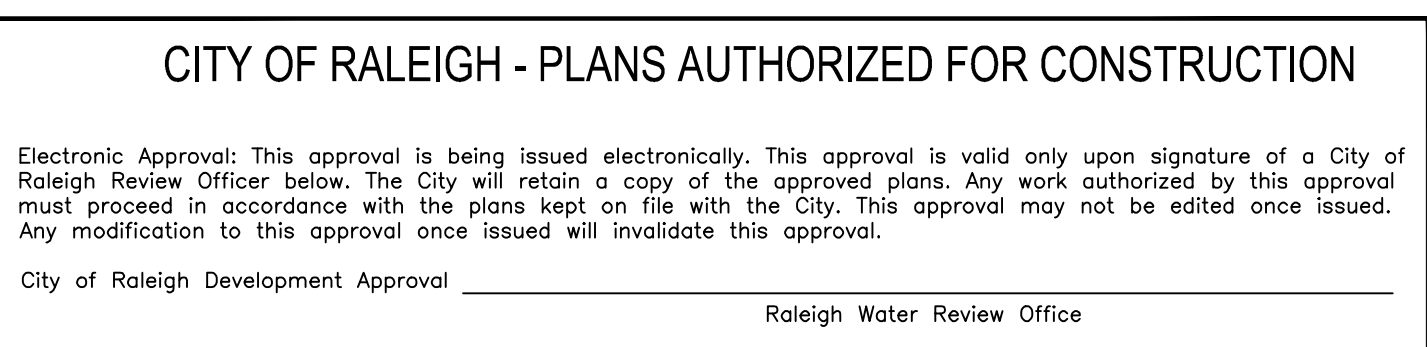 CITY OF RALEIGH - PLANS AUTHORIZED FOR CONSTRUCTION
Electronic Approval: This approval is being issued electronically. This approval is valid only upon signature of a City of
Raleigh Review Officer below. The City will retain a copy of the approved plans. Any work authorized by this approval
must proceed in accordance with the plans kept on file with the City. This approval may not be edited once issued.
Any modification to this approval once issued will invalidate this approval.
City of Raleigh Development Approval
Raleigh Water Review Office